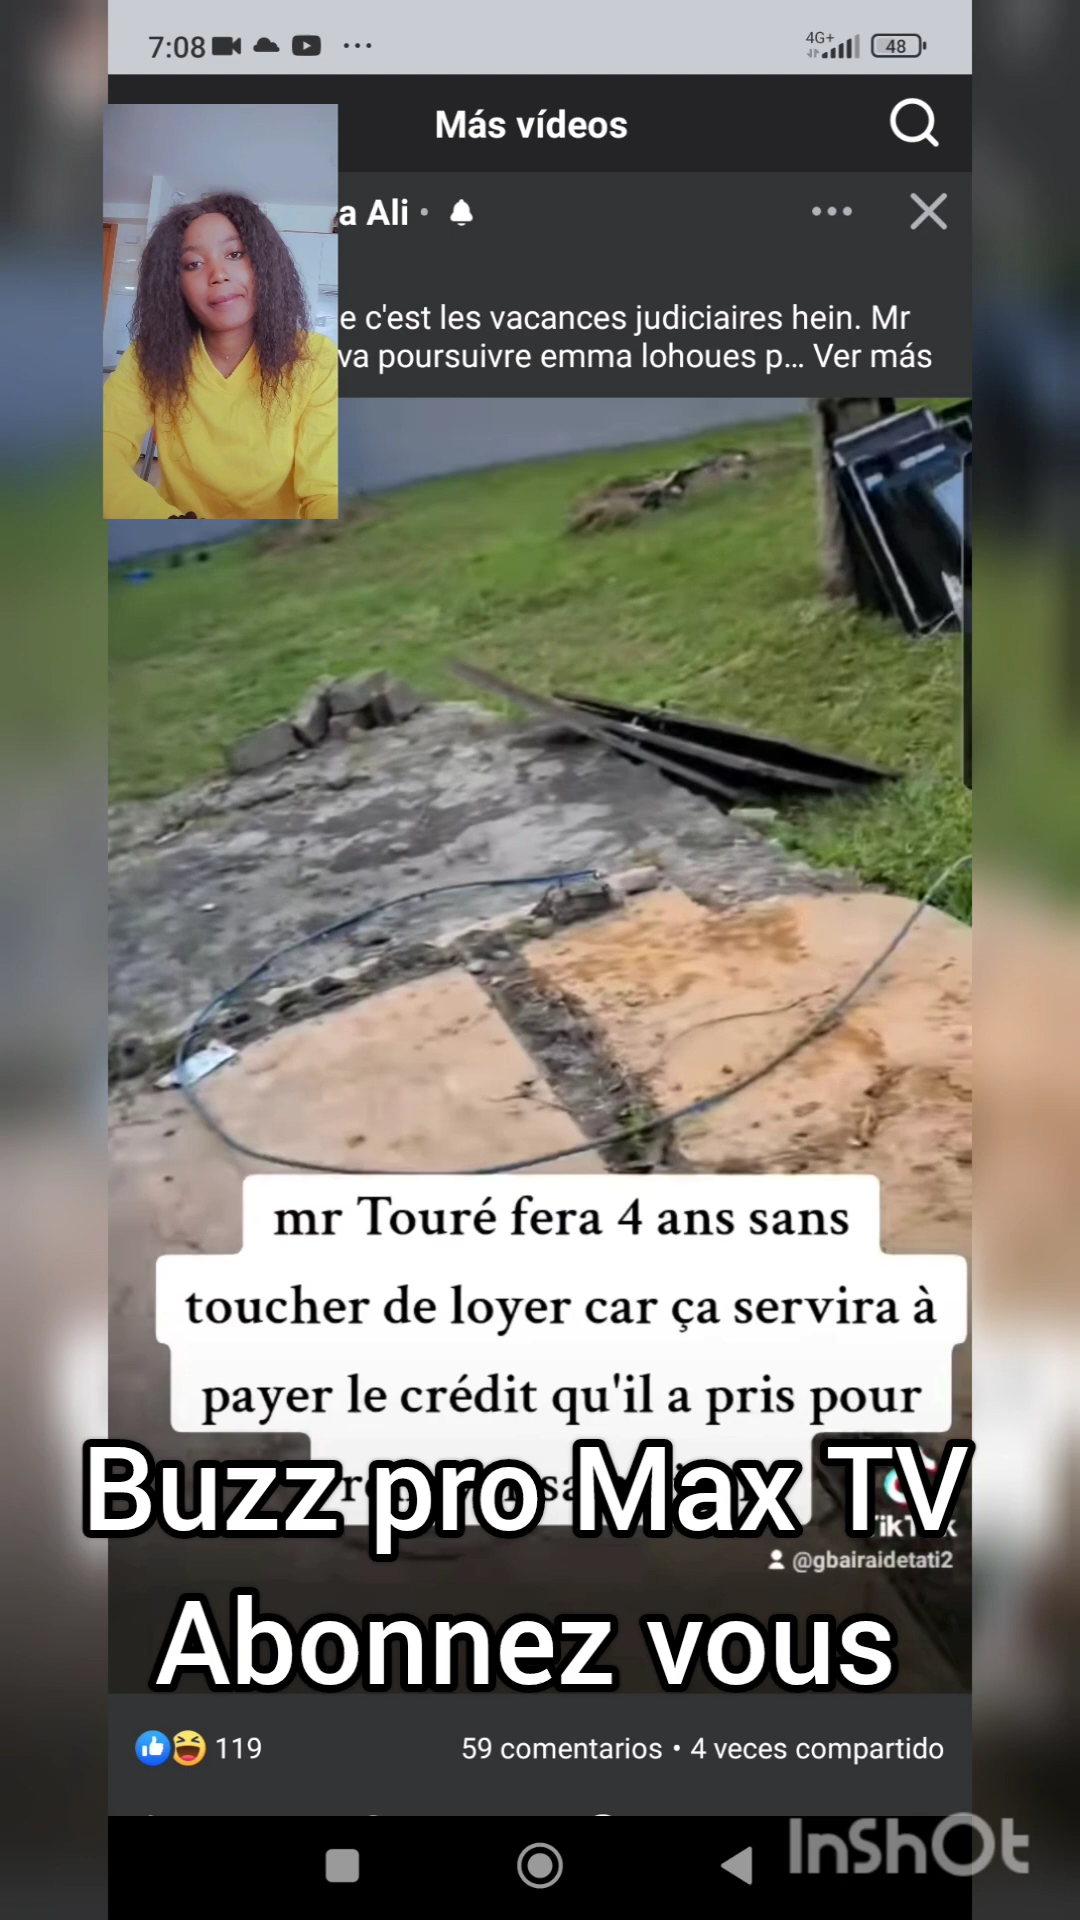 7:08
4G+
48
Más vídeos
a Ali •
e c'est les vacances judiciaires hein. Mr
va poursuivre emma lohoues p... Ver más
mr Touré fera 4 ans sans
toucher de loyer car ça servira à
payer le crédit qu'il a pris pour
Buzz pro Max TV
@gbairaidetati2
Abonnez vous
119
59 comentarios • 4 veces compartido
InShOt